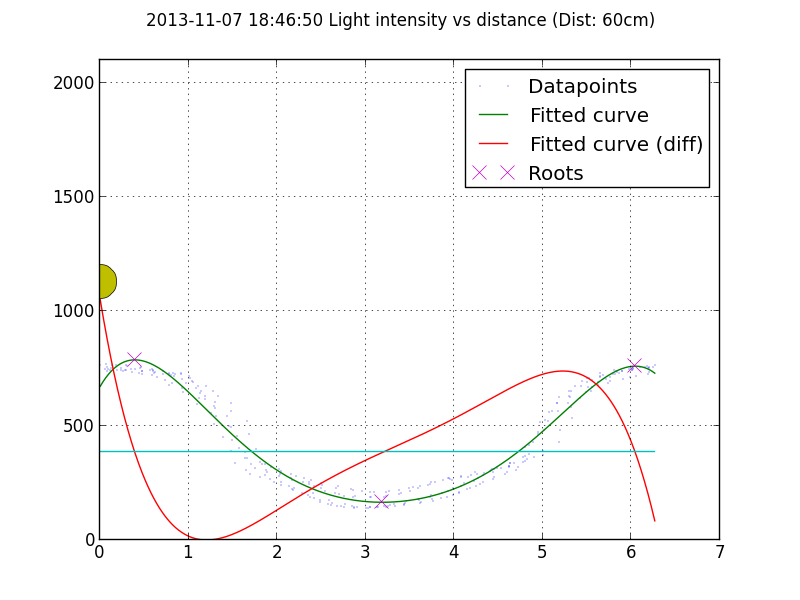 2013-11-07 18:46:50 Light intensity vs distance (Dist: 60cm)
Datapoints
Fitted curve
Fitted curve (diff)
Roots
2000
1500
1000
500
0
0 1 2 3 4 5 6 7